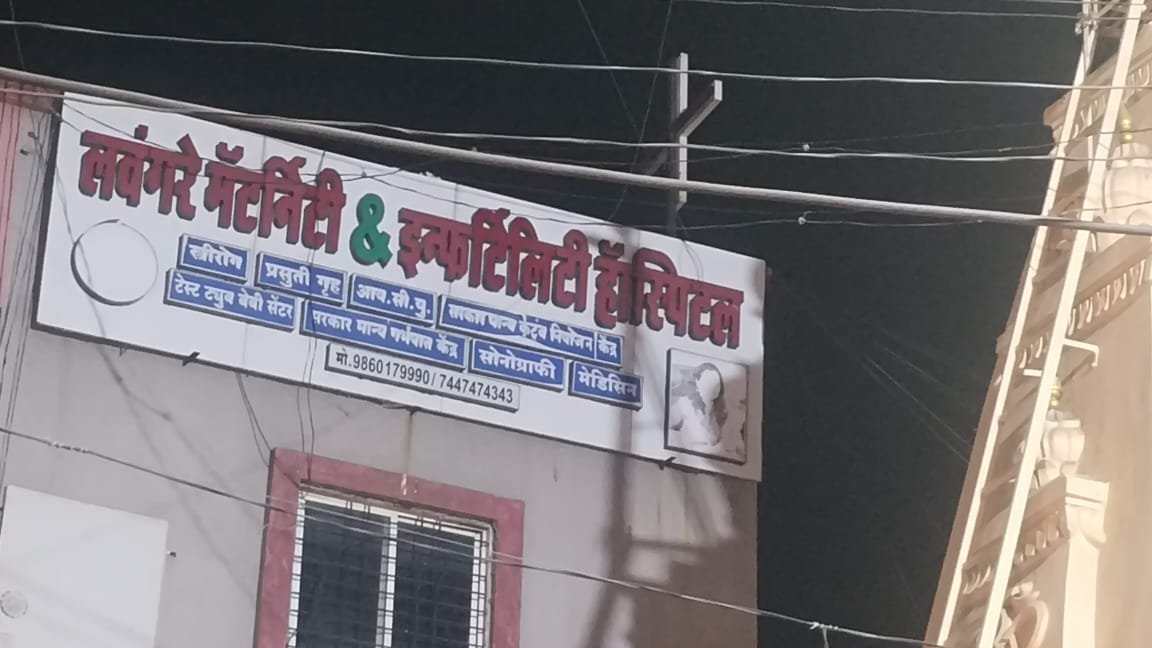 लवंगरे मॅटर्निटी & इन्फर्टिलिटी हॅास्पिटल
स्त्रीरोग प्रसुती गृह आय.सी.यु. सरकार मान्य कुटुंब नियोजन केंद्र
टेस्ट ट्युब बेबी सेंटर सरकार मान्य गर्भपात केंद्र सोनोग्राफी मेडिसिन
मो.9860179990/ 7447474343